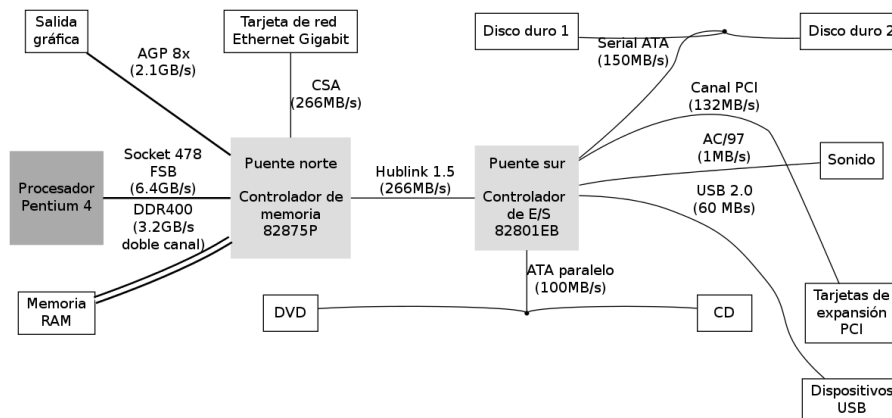 Salida
gráfica
Tarjeta de red
Ethernet Gigabit
Disco duro 1
Disco duro 2
Serial ATA
(150MB/s)
AGP 8x
(2.1GB/s)
CSA
(266MB/s)
Canal PCI
(132MB/s)
AC/97
(1MB/s)
Sonido
Procesador
Pentium 4
Socket 478
FSB
(6.4GB/s)
DDR400
(3.2GB/s
doble canal)
Puente norte
Controlador de
memoria
82875P
Hublink 1.5
(266MB/s)
Puente sur
Controlador
de E/S
82801EB
USB 2.0
(60 MBs)
ATA paralelo
(100MB/s)
Memoria
RAM
DVD
CD
Tarjetas de
expansión
PCI
Dispositivos
USB